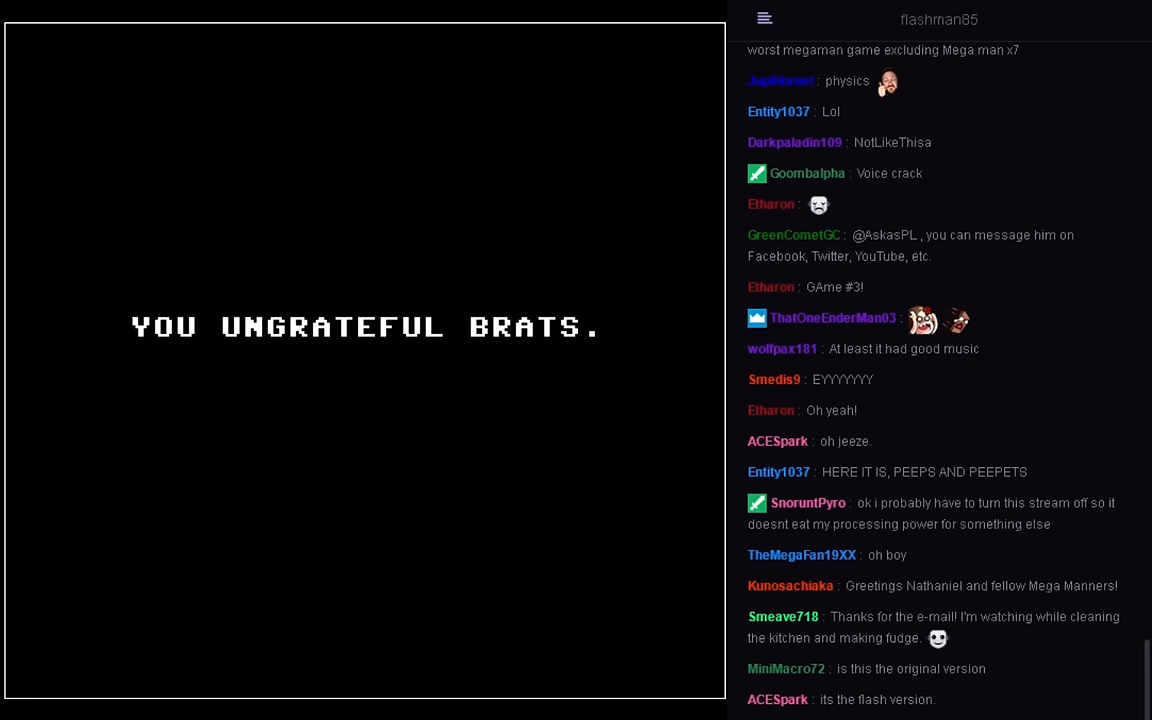 YOU UNGRATEFUL BRATS.
flashman85
worst megaman game excluding Mega man x7
JupiHornet : physics
Entity1037 : Lol
Darkpaladin109 : NotLikeThisa
Goombalpha : Voice crack
Etharon :
GreenCometGC : @AskasPL , you can message him on
Facebook, Twitter, YouTube, etc.
Etharon : GAme #3!
ThatOneEnderMan03 :
wolfpax181 : At least it had good music
Smedis9 : EYYYYYYY
Etharon : Oh yeah!
ACESpark : oh jeeze.
Entity1037 : HERE IT IS, PEEPS AND PEEPETS
SnoruntPyro : ok i probably have to turn this stream off so it
doesnt eat my processing power for something else
TheMegaFan19XX : oh boy
Kunosachiaka : Greetings Nathaniel and fellow Mega Manners!
Smeave718 : Thanks for the e-mail! I'm watching while cleaning
the kitchen and making fudge.
MiniMacro72 : is this the original version
ACESpark : its the flash version.